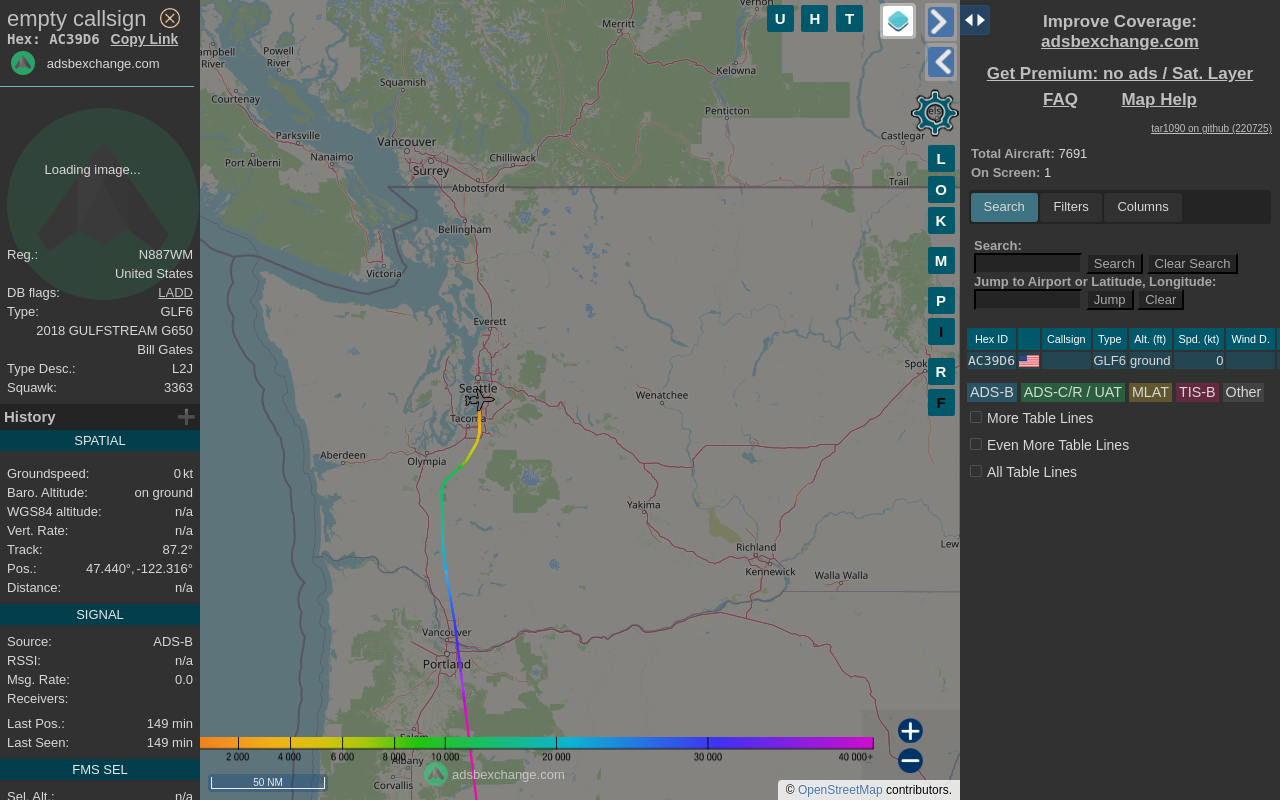 empty callsign
Hex: AC39D6 Copy Link
adsbexchange.com
Loading image...
Reg.: N887WM
United States
DB flags: LADD
Type: GLF6
2018 GULFSTREAM G650
Bill Gates
Type Desc.: L2J
Squawk: 3363
History
SPATIAL
Groundspeed: 0 kt
Baro. Altitude: on ground
WGS84 altitude: n/a
Vert. Rate: n/a
Track: 87.2°
Pos.: 47.440°, -122.316°
Distance: n/a
SIGNAL
Source: ADS-B
RSSI: n/a
Msg. Rate: 0.0
Receivers:
Last Pos.: 149 min
Last Seen: 149 min
FMS SEL
Sel. Alt.: n/a
Vernon
Merritt
ampbell
River
Powell
River
Squamish
Kelowna
Courtenay
Penticton
Parksville
Vancouver
Castlegar
Nanaimo
Port Alberni
Chilliwack
Surrey
Abbotsford
Trail
Bellingham
Victoria
Everett
Spok
Seattle
Wenatchee
Tacoma
Aberdeen
Olympia
Yakima
Richland
Lew
Kennewick
Walla Walla
Vancouver
Portland
Salem
Albany
Corvallis
U H T
L
O
K
M
P
I
R
F
2 000 4 000 6 000 8 000 10 000 20 000 30 000 40 000+
50 NM
adsbexchange.com
© OpenStreetMap contributors.
Improve Coverage:
adsbexchange.com
Get Premium: no ads / Sat. Layer
FAQ Map Help
tar1090 on github (220725)
Total Aircraft: 7691
On Screen: 1
Search Filters Columns
Search:
Search Clear Search
Jump to Airport or Latitude, Longitude:
Jump Clear
Hex ID Callsign Type Alt. (ft) Spd. (kt) Wind D.
AC39D6 GLF6 ground 0
ADS-B ADS-C/R / UAT MLAT TIS-B Other
More Table Lines
Even More Table Lines
All Table Lines